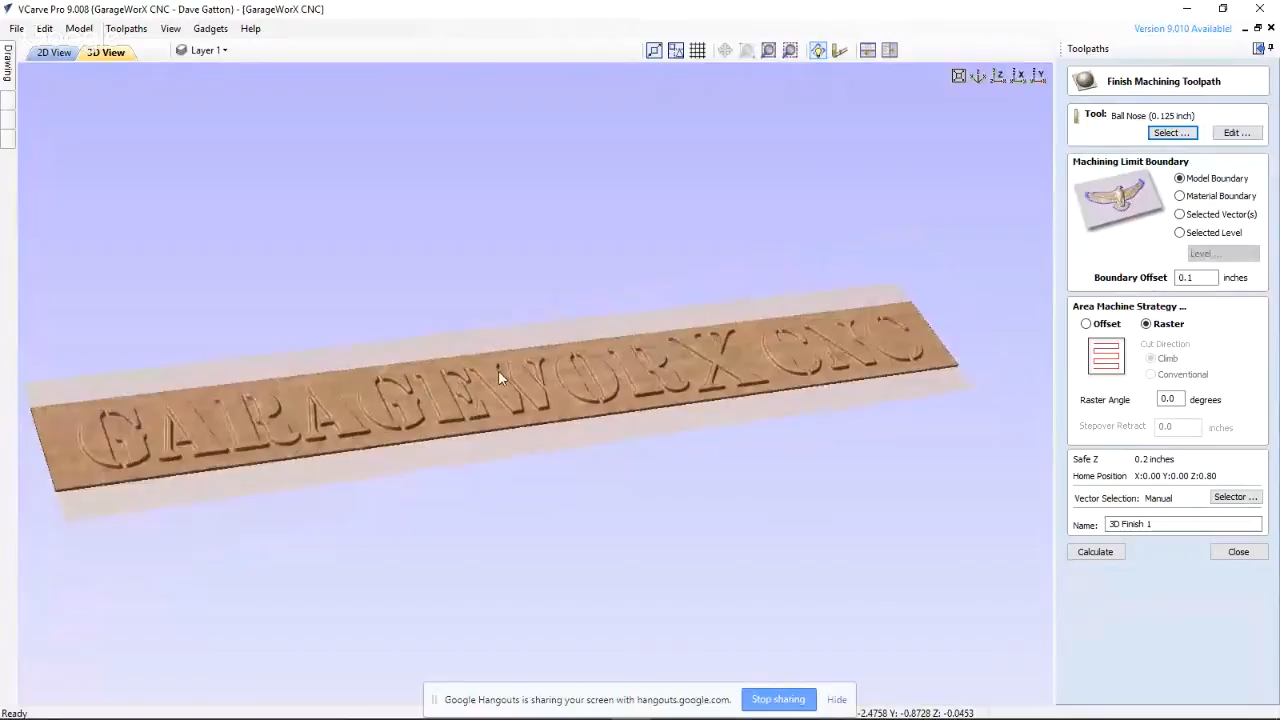 VCarve Pro 9.008 {GarageWorX CNC - Dave Gatton} - [GarageWorX CNC]
File Edit Model Toolpaths View Gadgets Help
Version 9.010 Available!
Drawing
2D View 3D View Layer 1
Toolpaths
Finish Machining Toolpath
Tool: Ball Nose (0.125 inch)
Select ... Edit ...
Machining Limit Boundary
Model Boundary
Material Boundary
Selected Vector(s)
Selected Level
Level ...
Boundary Offset 0.1 inches
Area Machine Strategy ...
Offset Raster
Cut Direction
Climb
Conventional
Raster Angle 0.0 degrees
Stepover Retract 0.0 inches
Safe Z 0.2 inches
Home Position X:0.00 Y:0.00 Z:0.80
Vector Selection: Manual Selector ...
Name: 3D Finish 1
Calculate Close
GARAGEWORX CNC
Google Hangouts is sharing your screen with hangouts.google.com. Stop sharing Hide
Ready
-2.4758 Y: -0.8728 Z: -0.0453